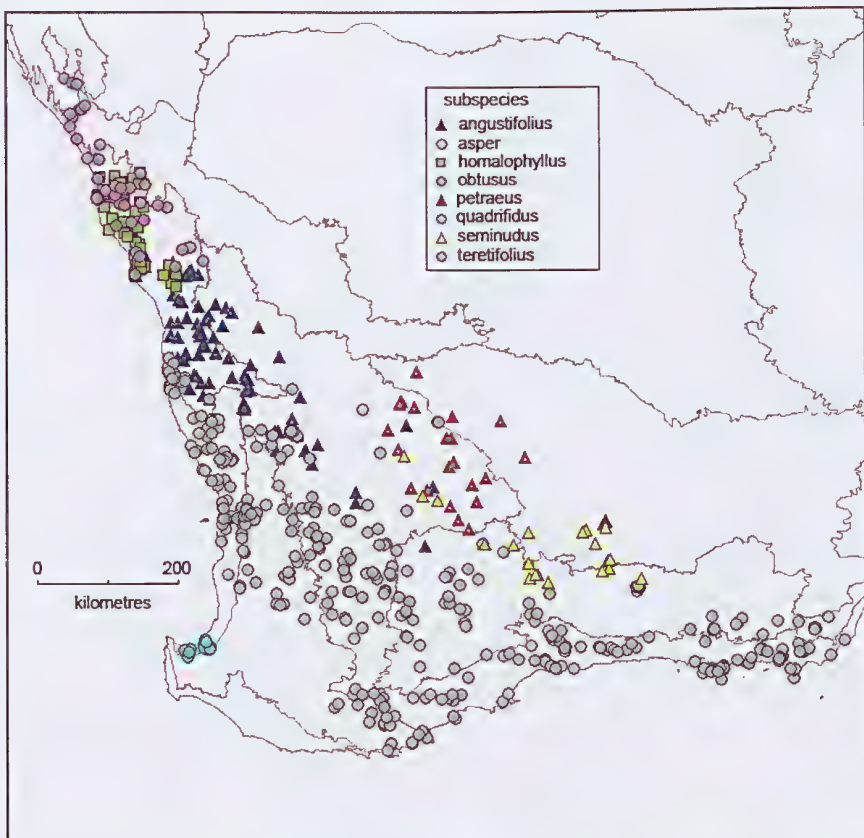 subspecies
angustifolius
asper
homalophyllus
obtusus
petraeus
quadrifidus
seminudus
teretifolius
0 200
kilometres